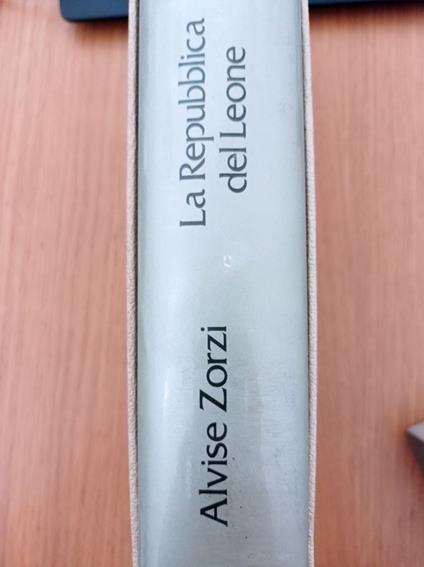 Alvise Zorzi
La Repubblica
del Leone